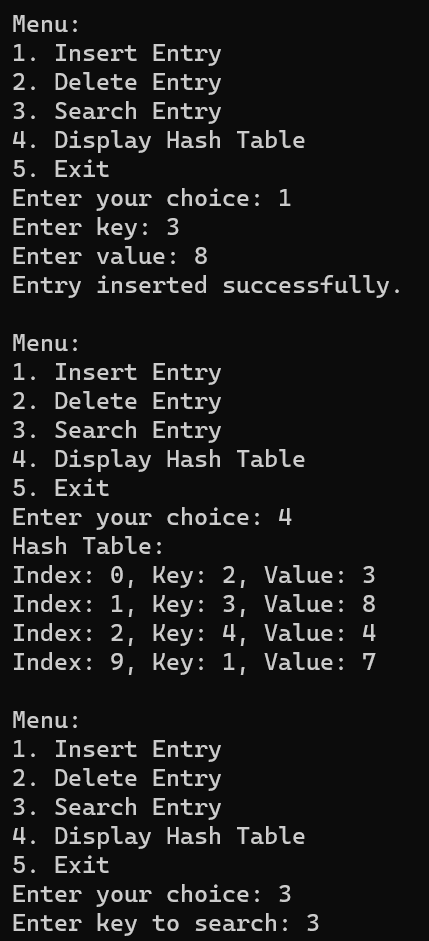 Menu:
1. Insert Entry
2. Delete Entry
3. Search Entry
4. Display Hash Table
5. Exit
Enter your choice: 1
Enter key: 3
Enter value: 8
Entry inserted successfully.

Menu:
1. Insert Entry
2. Delete Entry
3. Search Entry
4. Display Hash Table
5. Exit
Enter your choice: 4
Hash Table:
Index: 0, Key: 2, Value: 3
Index: 1, Key: 3, Value: 8
Index: 2, Key: 4, Value: 4
Index: 9, Key: 1, Value: 7

Menu:
1. Insert Entry
2. Delete Entry
3. Search Entry
4. Display Hash Table
5. Exit
Enter your choice: 3
Enter key to search: 3